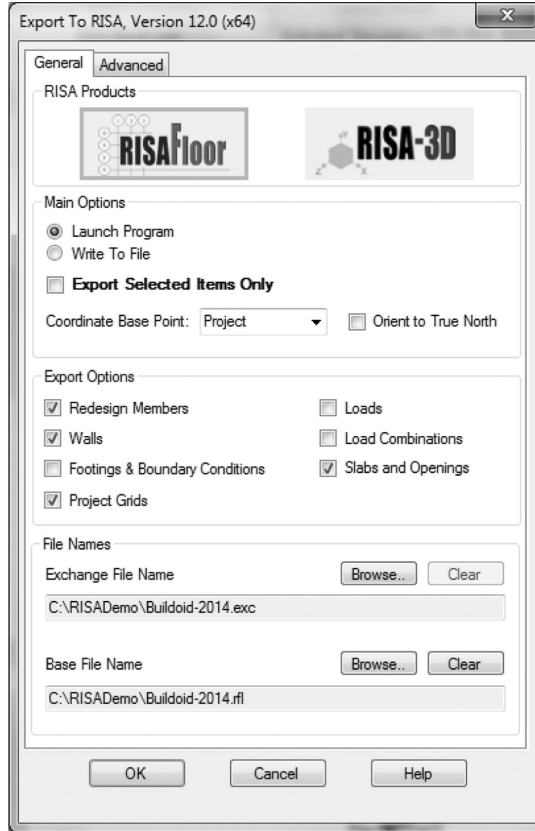 Export To RISA, Version 12.0 (x64)
x
General Advanced
RISA Products
RISAFloor RISA-3D
Z X
Main Options
Launch Program
Write To File
Export Selected Items Only
Coordinate Base Point: Project Orient to True North
Export Options
Redesign Members Loads
Walls Load Combinations
Footings & Boundary Conditions Slabs and Openings
Project Grids
File Names
Exchange File Name Browse.. Clear
C:\RISADemo\Buildoid-2014.exc
Base File Name Browse.. Clear
C:\RISADemo\Buildoid-2014.rfl
OK Cancel Help